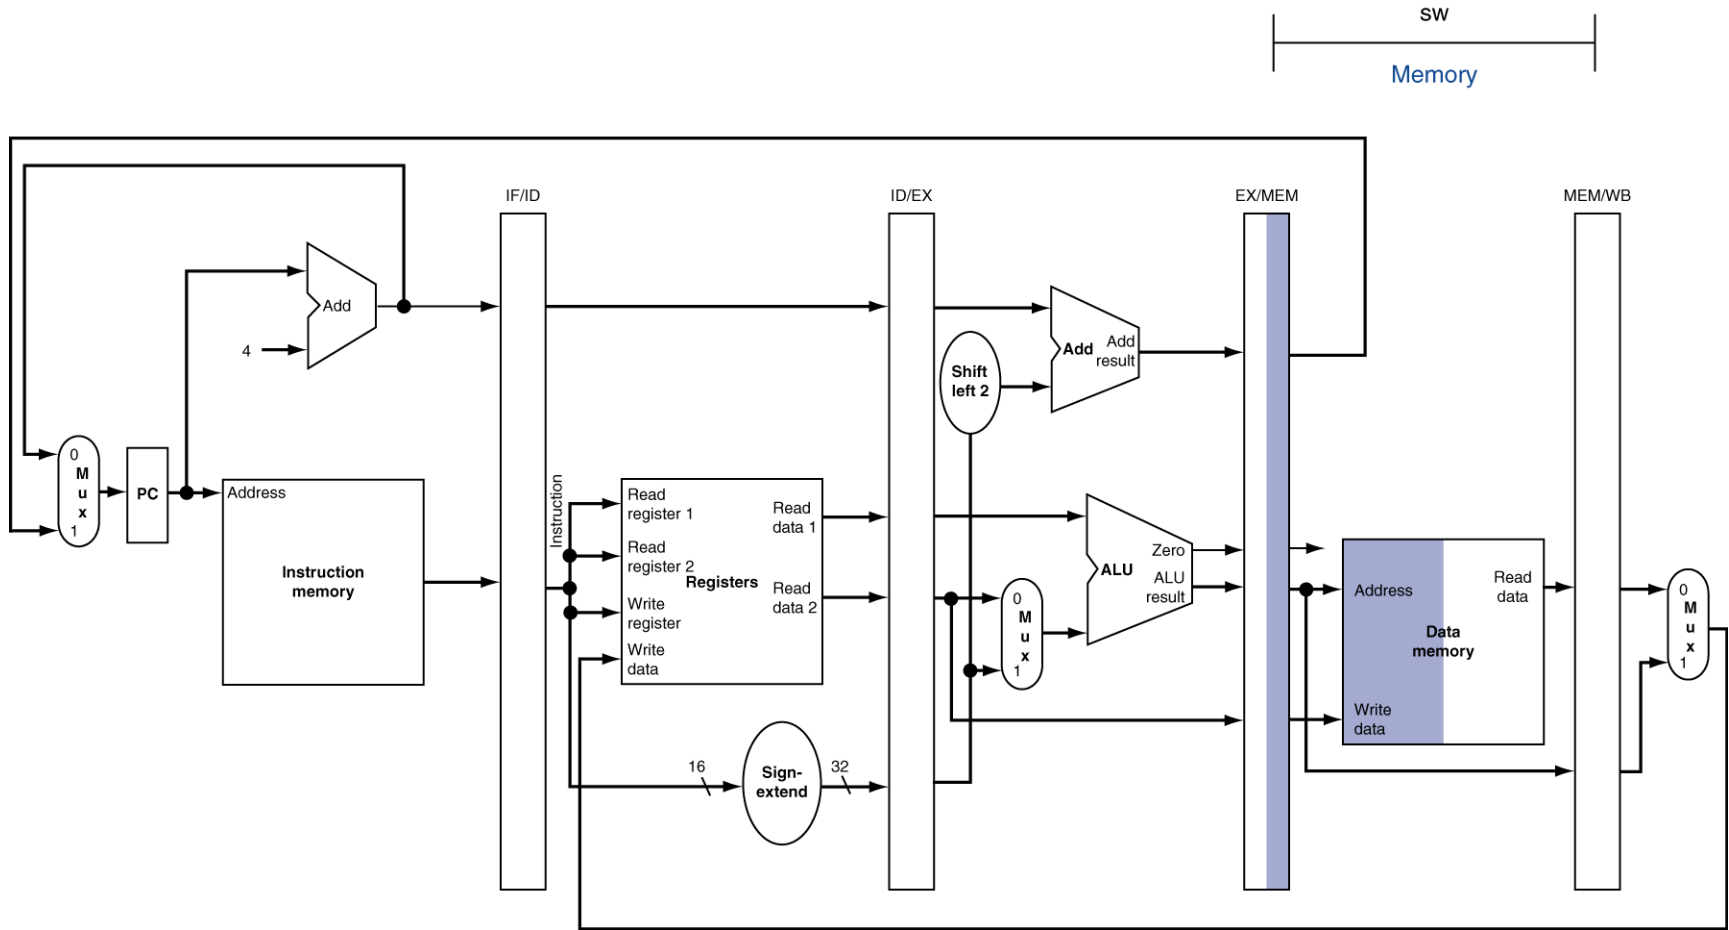 SW
Memory
IF/ID
ID/EX
EX/MEM
MEM/WB
Add
4
Add
Add
result
Shift
left 2
0
M
u
x
1
PC
Address
Instruction
memory
Instruction
Read
register 1
Read
register 2
Write
register
Write
data
Registers
Read
data 1
Read
data 2
16
Sign-
extend
32
0
M
u
x
1
Zero
ALU
ALU
result
Address
Read
data
Data
memory
Write
data
0
M
u
x
1